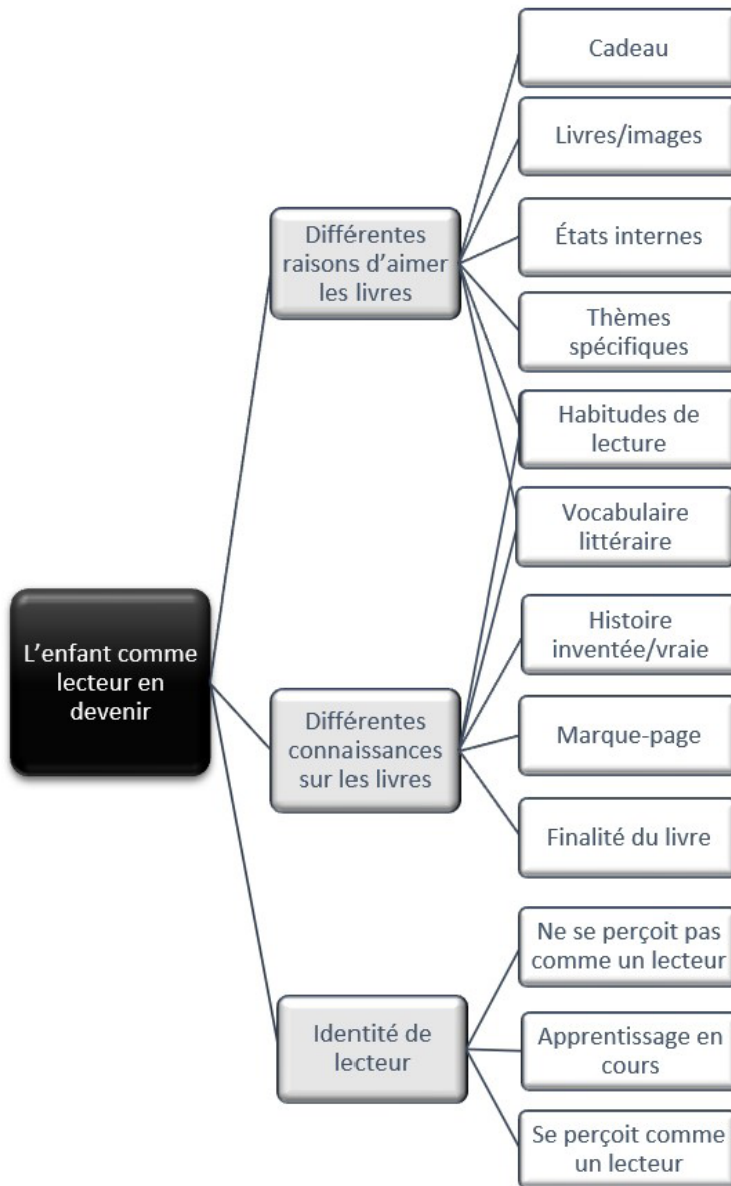 Cadeau
Livres/images
États internes
Différentes
raisons d'aimer
les livres
Thèmes
spécifiques
Habitudes de
lecture
Vocabulaire
littéraire
L'enfant comme
lecteur en
devenir
Histoire
inventée/vraie
Différentes
connaissances
sur les livres
Marque-page
Finalité du livre
Ne se perçoit pas
comme un lecteur
Identité de
lecteur
Apprentissage en
cours
Se perçoit comme
un lecteur